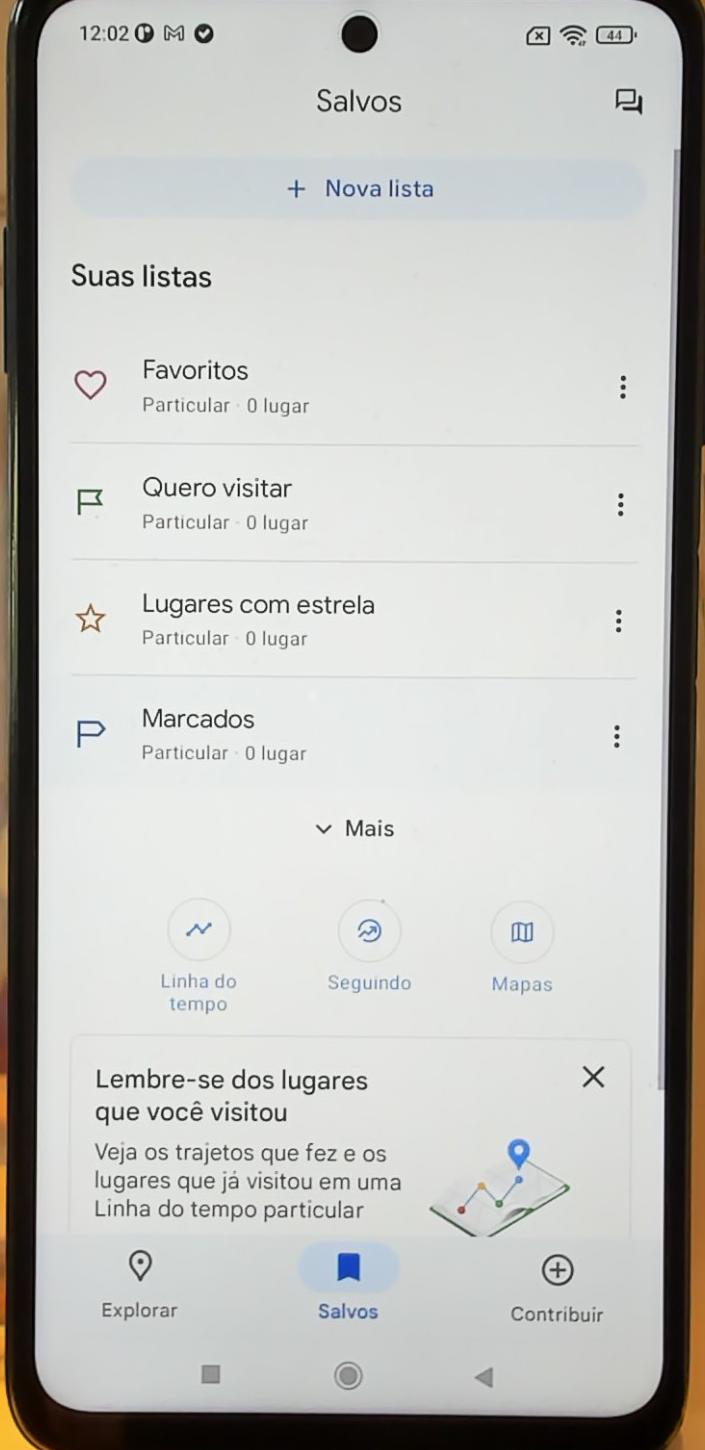 12:02
44
Salvos
+ Nova lista
Suas listas
Favoritos
Particular · 0 lugar
Quero visitar
Particular · 0 lugar
Lugares com estrela
Particular · 0 lugar
Marcados
Particular · 0 lugar
Mais
Linha do
tempo
Seguindo
Mapas
Lembre-se dos lugares
que você visitou
Veja os trajetos que fez e os
lugares que já visitou em uma
Linha do tempo particular
Explorar
Salvos
Contribuir